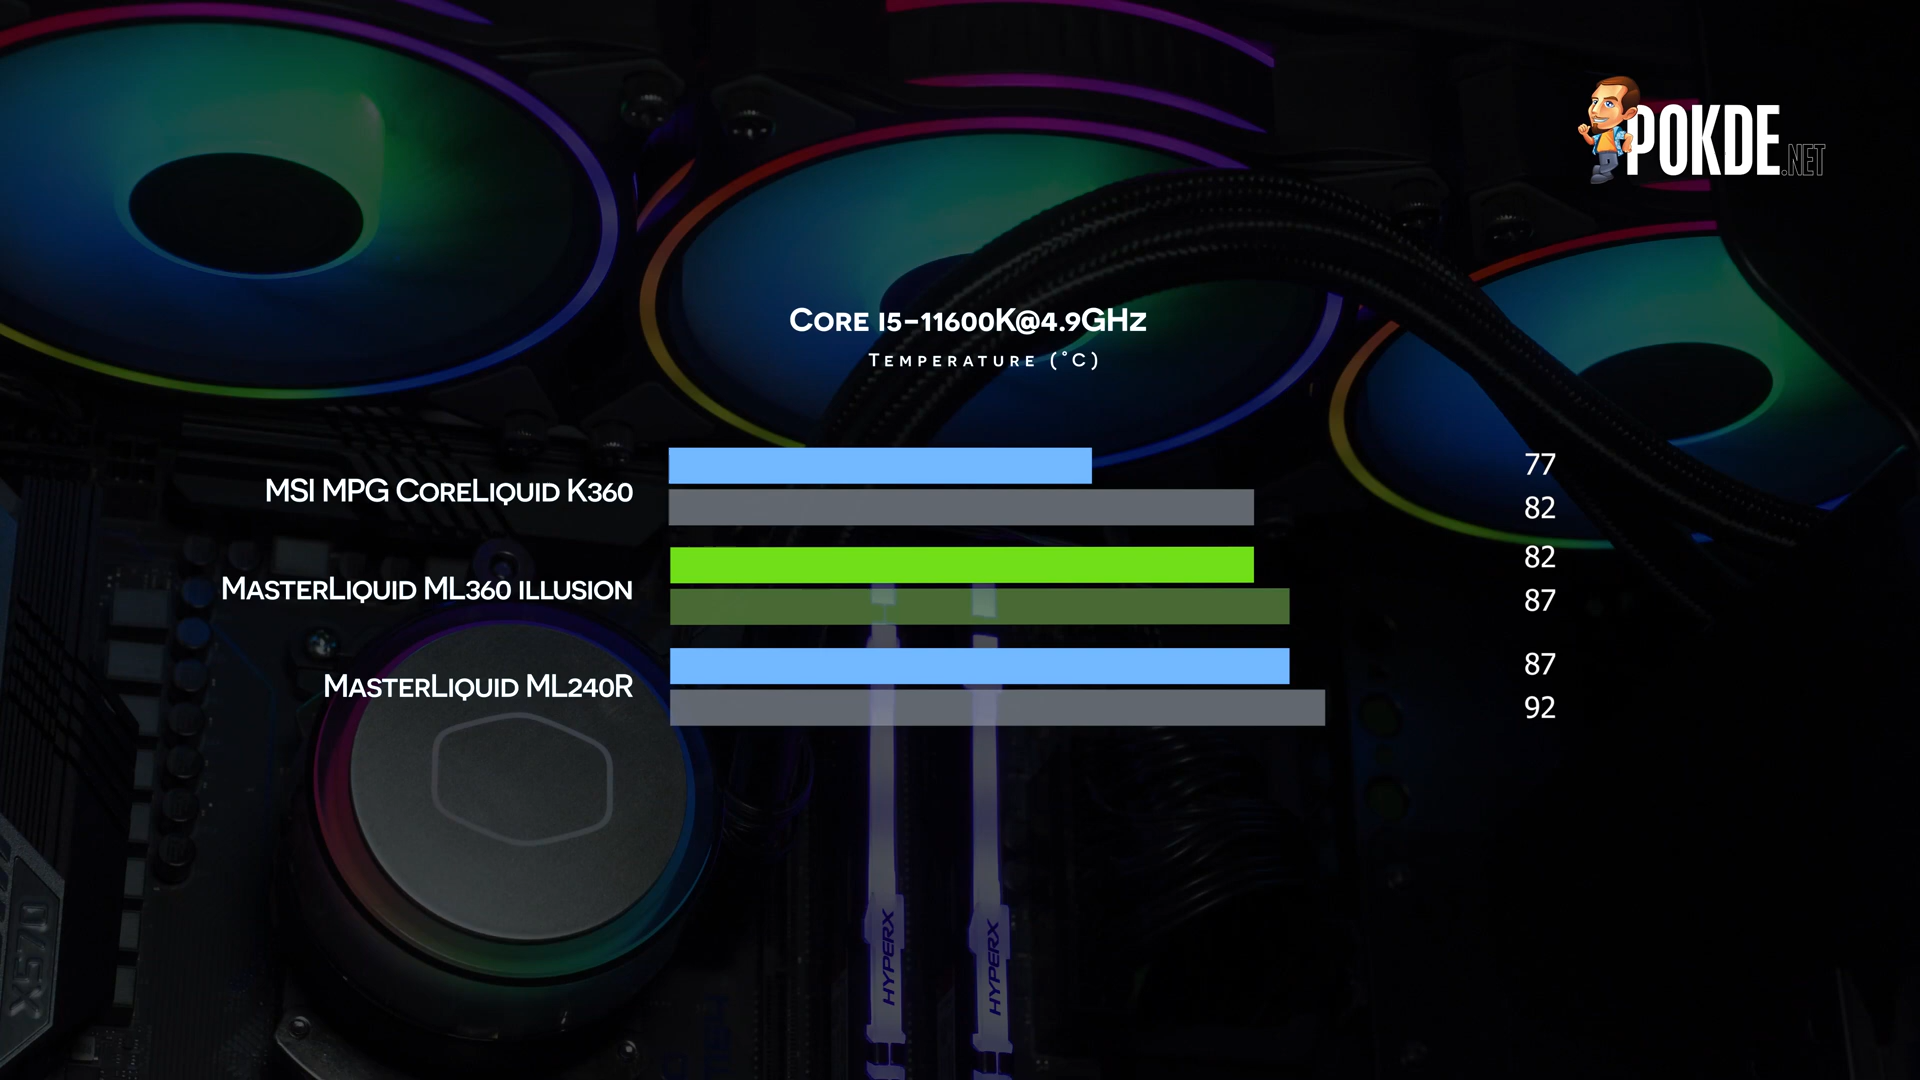 POKDE.NET
CORE I5-11600K@4.9GHZ
TEMPERATURE (°C)
MSI MPG CORELIQUID K360
77
82
MASTERLIQUID ML360 ILLUSION
82
87
MASTERLIQUID ML240R
87
92
HYPERX
HYPERX